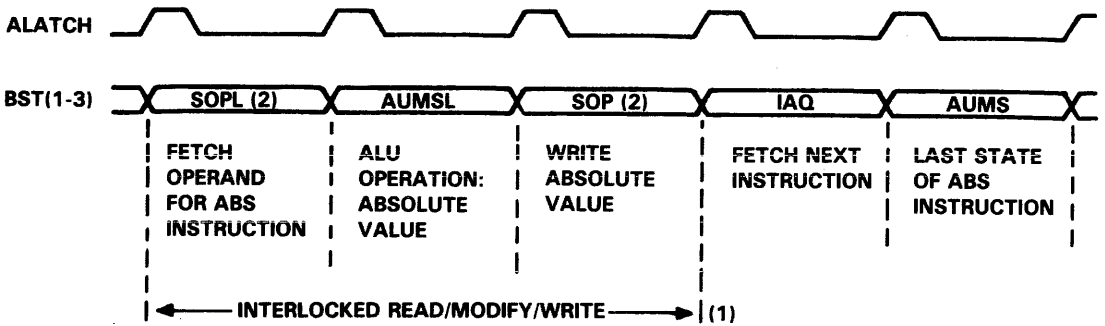 ALATCH
BST(1-3) SOPL (2) AUMSL SOP (2) IAQ AUMS
FETCH OPERAND FOR ABS INSTRUCTION
ALU OPERATION: ABSOLUTE VALUE
WRITE ABSOLUTE VALUE
FETCH NEXT INSTRUCTION
LAST STATE OF ABS INSTRUCTION
INTERLOCKED READ/MODIFY/WRITE (1)